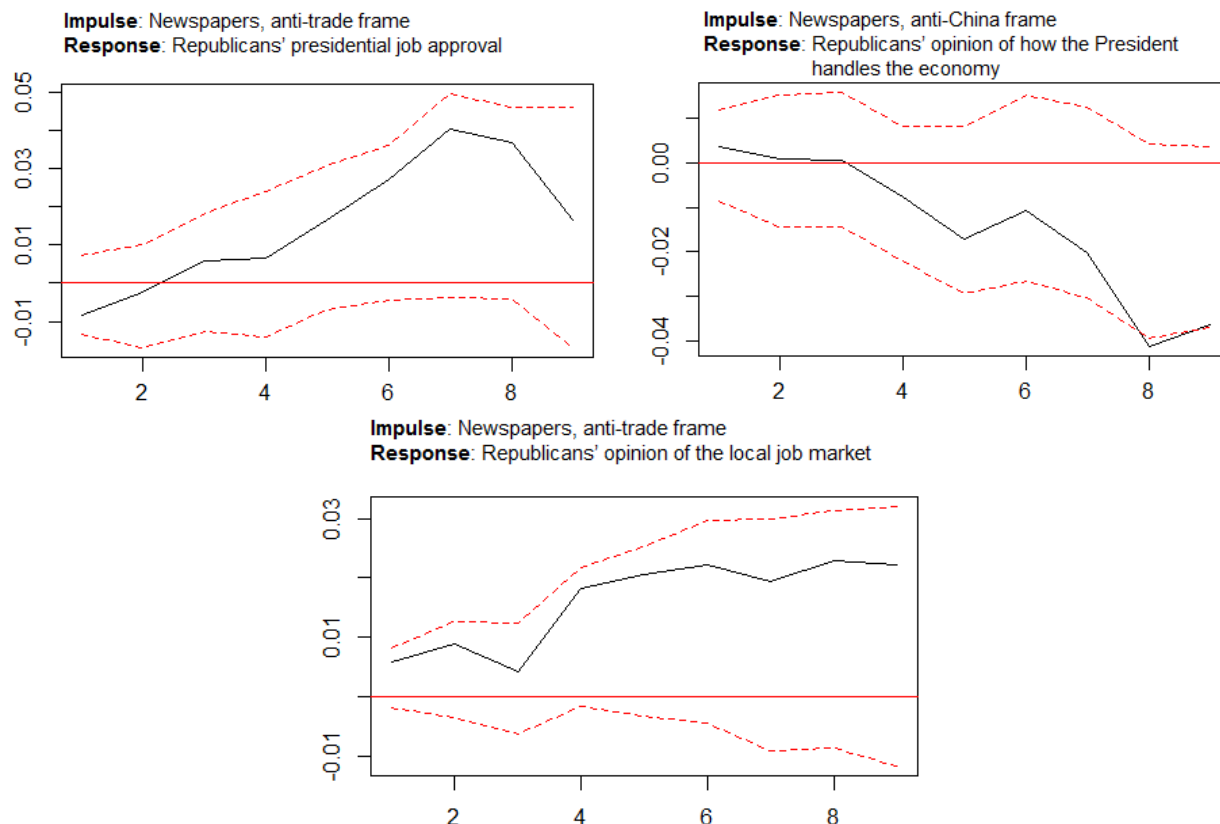 Impulse: Newspapers, anti-trade frame
Response: Republicans' presidential job approval
0.05
0.03
0.01
-0.01
2 4 6 8
Impulse: Newspapers, anti-China frame
Response: Republicans' opinion of how the President
handles the economy
0.00
-0.02
-0.04
2 4 6 8
Impulse: Newspapers, anti-trade frame
Response: Republicans' opinion of the local job market
0.03
0.01
-0.01
2 4 6 8